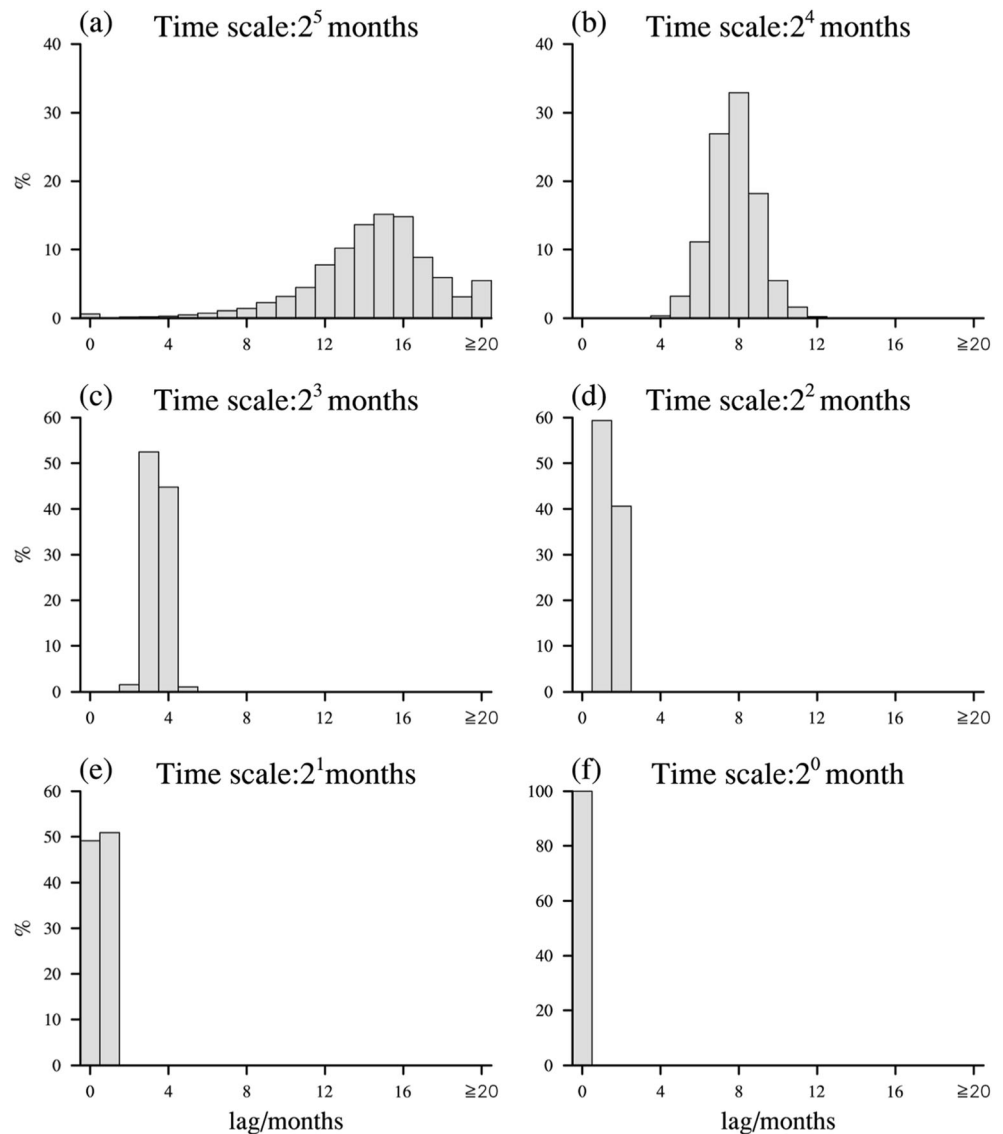 (a) Time scale:2⁵ months
40
30
20
10
0
%
0 4 8 12 16 ≧20
(b) Time scale:2⁴ months
40
30
20
10
0
0 4 8 12 16 ≧20
(c) Time scale:2³ months
60
50
40
30
20
10
0
%
0 4 8 12 16 ≧20
(d) Time scale:2² months
60
50
40
30
20
10
0
0 4 8 12 16 ≧20
(e) Time scale:2¹months
60
50
40
30
20
10
0
%
0 4 8 12 16 ≧20
lag/months
(f) Time scale:2⁰ month
100
80
60
40
20
0
0 4 8 12 16 ≧20
lag/months